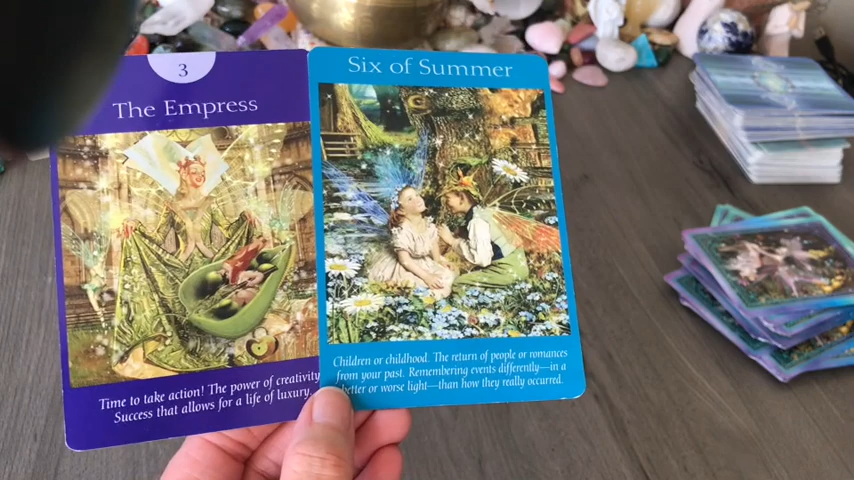 3
The Empress
Time to take action! The power of creativity
Success that allows for a life of luxury.
Six of Summer
Children or childhood. The return of people or romances
from your past. Remembering events differently—in a
better or worse light—than how they really occurred.